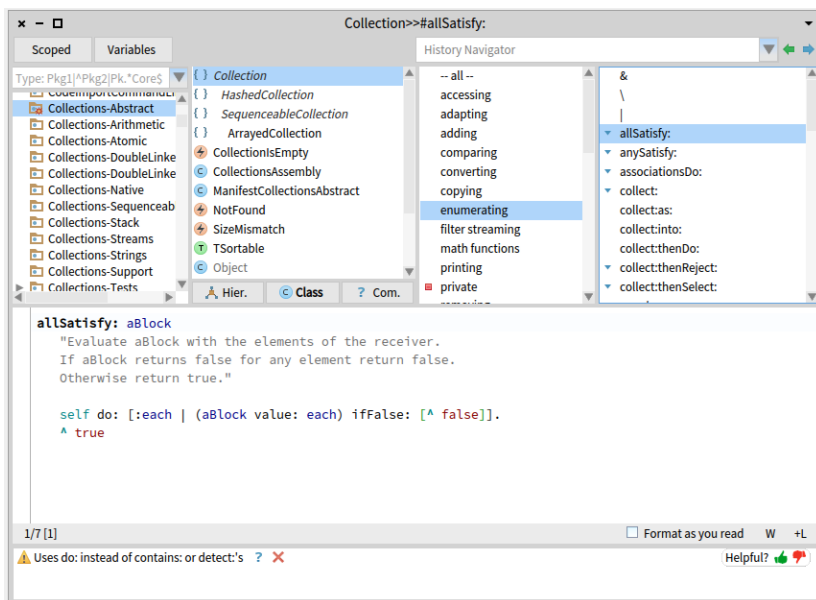 Collection>>#allSatisfy:
Scoped
Variables
History Navigator
Type: Pkg1|^Pkg2|Pk.*Core$
Collections-Abstract
Collections-Arithmetic
Collections-Atomic
Collections-DoubleLinke
Collections-DoubleLinke
Collections-Native
Collections-Sequenceab
Collections-Stack
Collections-Streams
Collections-Strings
Collections-Support
Collections-Tests
{ } Collection
{ } HashedCollection
{ } SequenceableCollection
{ } ArrayedCollection
CollectionIsEmpty
C CollectionsAssembly
C ManifestCollectionsAbstract
NotFound
SizeMismatch
T TSortable
C Object
Hier.
C Class
? Com.
-- all --
accessing
adapting
adding
comparing
converting
copying
enumerating
filter streaming
math functions
printing
private
removing
&
\
|
allSatisfy:
anySatisfy:
associationsDo:
collect:
collect:as:
collect:into:
collect:thenDo:
collect:thenReject:
collect:thenSelect:
allSatisfy: aBlock
"Evaluate aBlock with the elements of the receiver.
If aBlock returns false for any element return false.
Otherwise return true."
self do: [:each | (aBlock value: each) ifFalse: [^ false]].
^ true
1/7 [1]
Format as you read
W
+L
Uses do: instead of contains: or detect:'s ?
Helpful?